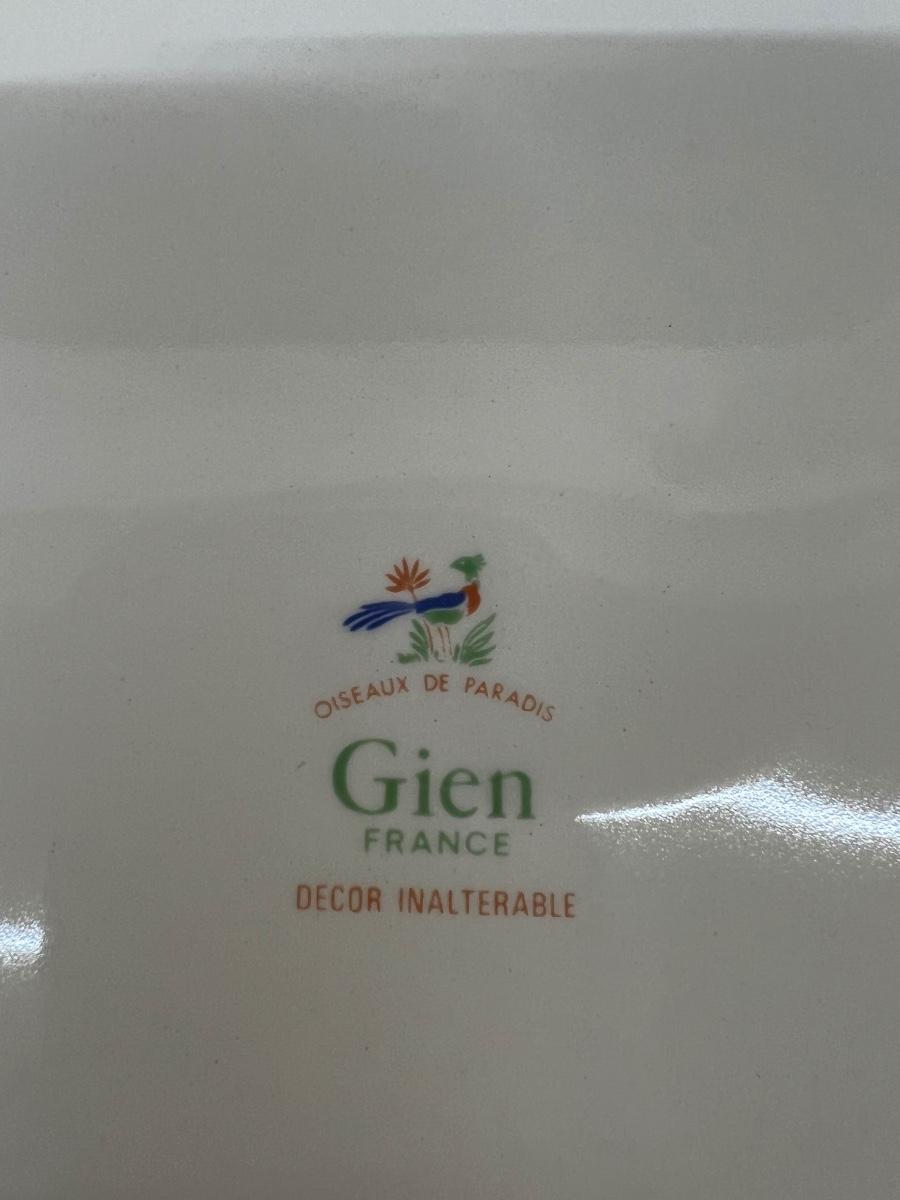 OISEAUX DE PARADIS
Gien
FRANCE
DECOR INALTERABLE